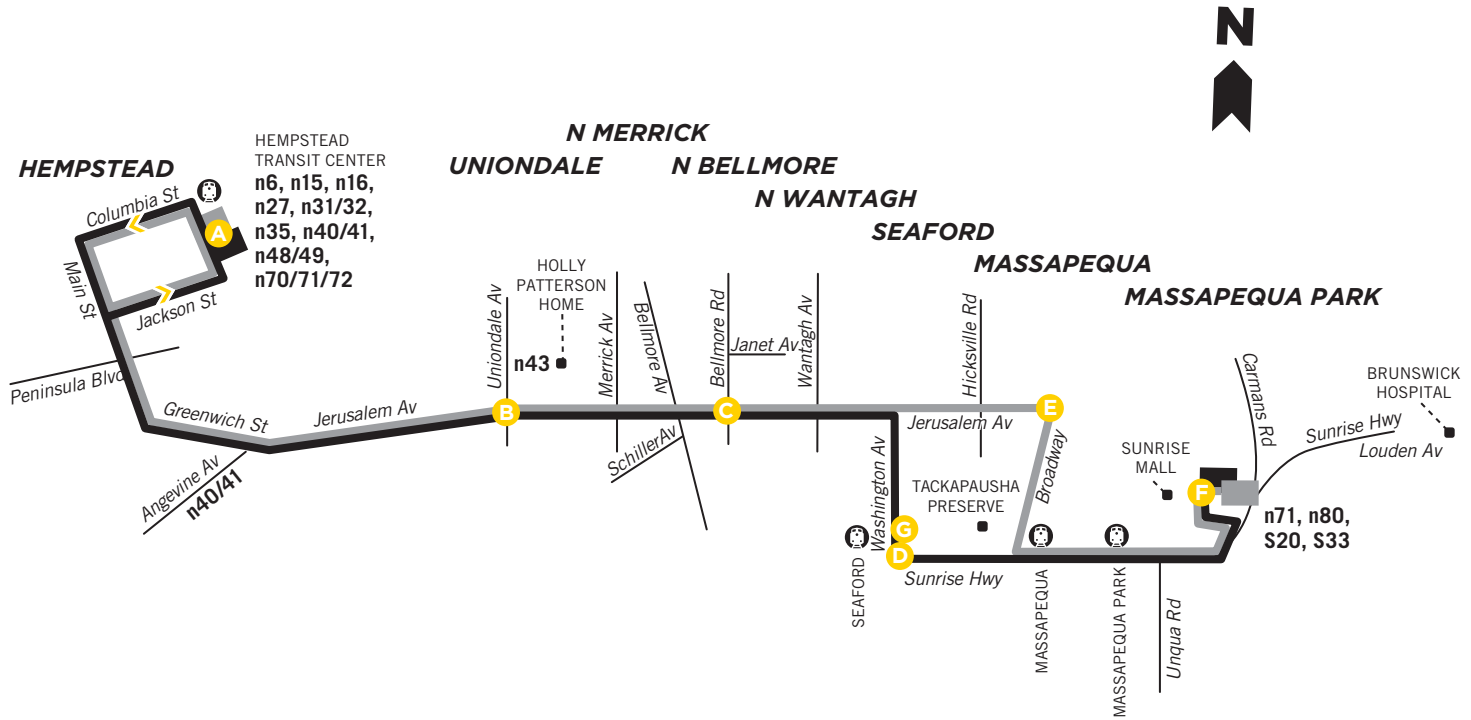 N
N MERRICK
HEMPSTEAD
UNIONDALE
N BELLMORE
N WANTAGH
SEAFORD
MASSAPEQUA
MASSAPEQUA PARK
HEMPSTEAD
TRANSIT CENTER
n6, n15, n16,
n27, n31/32,
n35, n40/41,
n48/49,
n70/71/72
Columbia St
A
Main St
Jackson St
Peninsula Blvd
Greenwich St
Jerusalem Av
Angevine Av
n40/41
Uniondale Av
B
HOLLY
PATTERSON
HOME
n43
Merrick Av
Bellmore Av
SchillerAv
Bellmore Rd
C
Janet Av
Wantagh Av
Hicksville Rd
Jerusalem Av
E
Washington Av
Broadway
TACKAPAUSHA
PRESERVE
G
D
SEAFORD
Sunrise Hwy
MASSAPEQUA
MASSAPEQUA PARK
Unqua Rd
SUNRISE
MALL
F
Carmans Rd
n71, n80,
S20, S33
Sunrise Hwy
Louden Av
BRUNSWICK
HOSPITAL